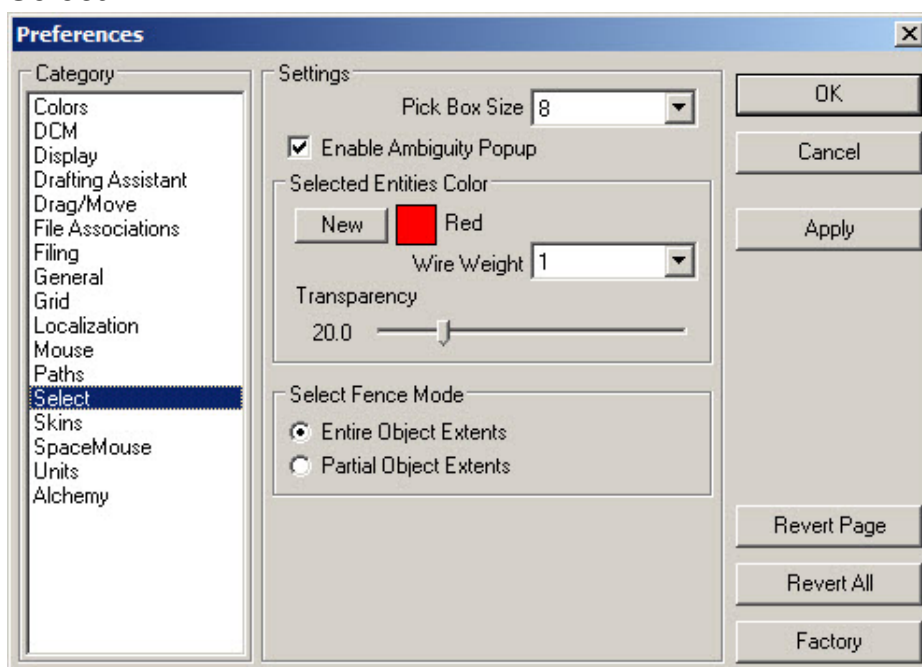 Preferences
Category
Colors
DCM
Display
Drafting Assistant
Drag/Move
File Associations
Filing
General
Grid
Localization
Mouse
Paths
Select
Skins
SpaceMouse
Units
Alchemy
Settings
Pick Box Size 8
Enable Ambiguity Popup
Selected Entities Color
New Red
Wire Weight 1
Transparency
20.0
Select Fence Mode
Entire Object Extents
Partial Object Extents
OK
Cancel
Apply
Revert Page
Revert All
Factory